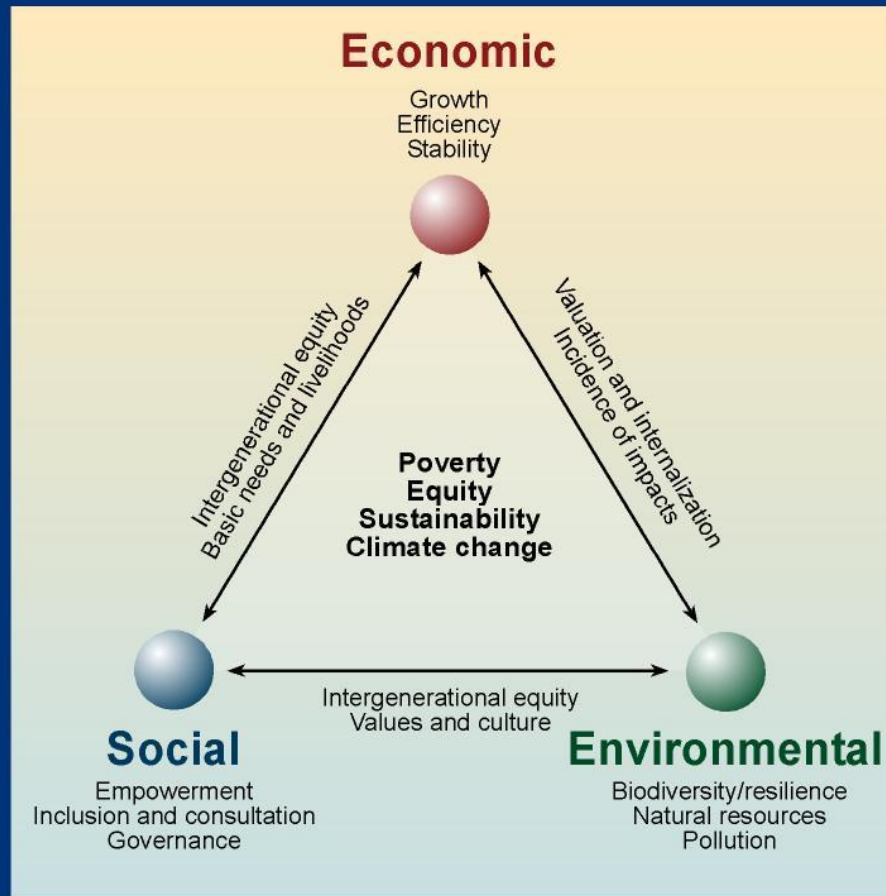 Economic
Growth
Efficiency
Stability
Intergenerational equity
Basic needs and livelihoods
Valuation and internalization
Incidence of impacts
Poverty
Equity
Sustainability
Climate change
Intergenerational equity
Values and culture
Social
Empowerment
Inclusion and consultation
Governance
Environmental
Biodiversity/resilience
Natural resources
Pollution